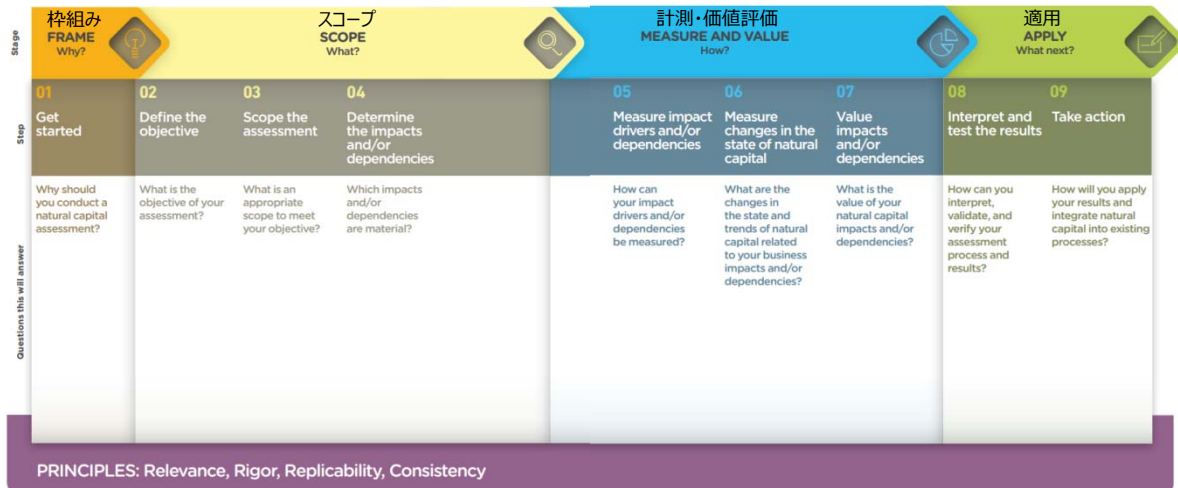 Stage
枠組み
FRAME
Why?
スコープ
SCOPE
What?
計測・価値評価
MEASURE AND VALUE
How?
適用
APPLY
What next?
Step
01
Get
started
02
Define the
objective
03
Scope the
assessment
04
Determine
the impacts
and/or
dependencies
05
Measure impact
drivers and/or
dependencies
06
Measure
changes in the
state of natural
capital
07
Value
impacts
and/or
dependencies
08
Interpret and
test the results
09
Take action
Questions this will answer
Why should
you conduct a
natural capital
assessment?
What is the
objective of your
assessment?
What is an
appropriate
scope to meet
your objective?
Which impacts
and/or
dependencies
are material?
How can
your impact
drivers and/or
dependencies
be measured?
What are the
changes in
the state and
trends of natural
capital related
to your business
impacts and/or
dependencies?
What is the
value of your
natural capital
impacts and/or
dependencies?
How can you
interpret,
validate, and
verify your
assessment
process and
results?
How will you apply
your results and
integrate natural
capital into existing
processes?
PRINCIPLES: Relevance, Rigor, Replicability, Consistency